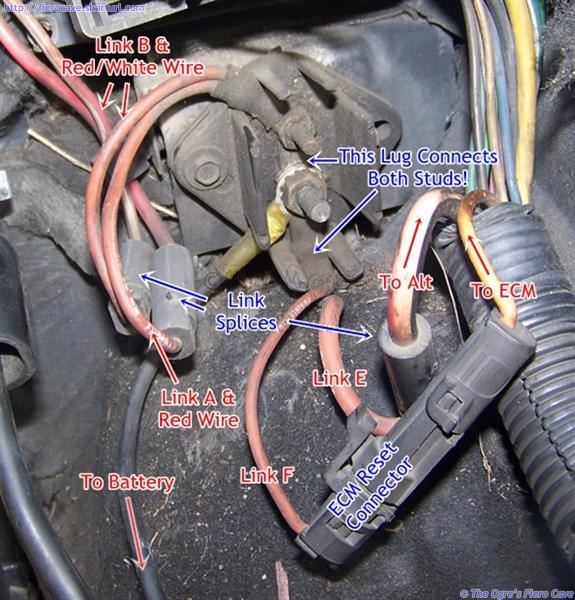 http://fierocave.shorturl.com
Link B &
Red/White Wire
This Lug Connects
Both Studs!
To Alt
To ECM
Link
Splices
Link A &
Red Wire
Link E
To Battery
Link F
ECM Reset
Connector
© The Ogre's Fiero Cave